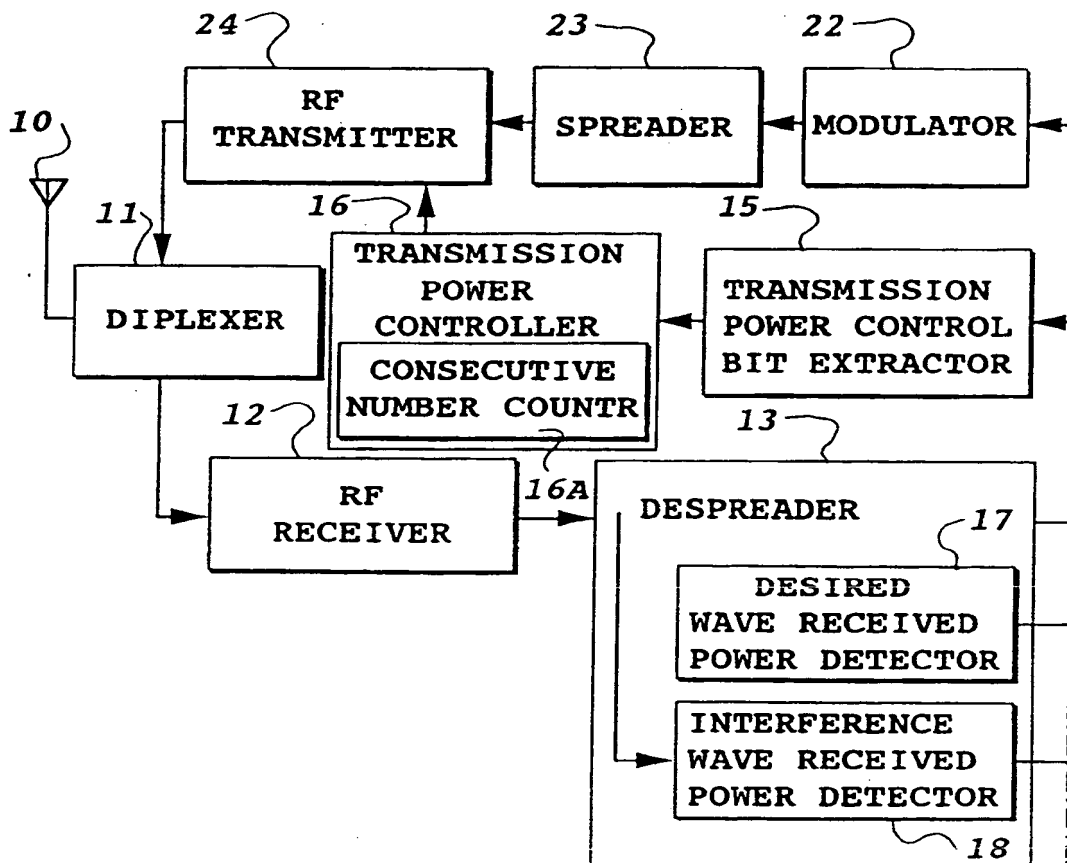 24
23
22
RF
TRANSMITTER
SPREADER
MODULATOR
10
11
16
15
DIPLEXER
TRANSMISSION
POWER
CONTROLLER
CONSECUTIVE
NUMBER COUNTR
16A
TRANSMISSION
POWER CONTROL
BIT EXTRACTOR
12
RF
RECEIVER
13
DESPREADER
17
DESIRED
WAVE RECEIVED
POWER DETECTOR
INTERFERENCE
WAVE RECEIVED
POWER DETECTOR
18